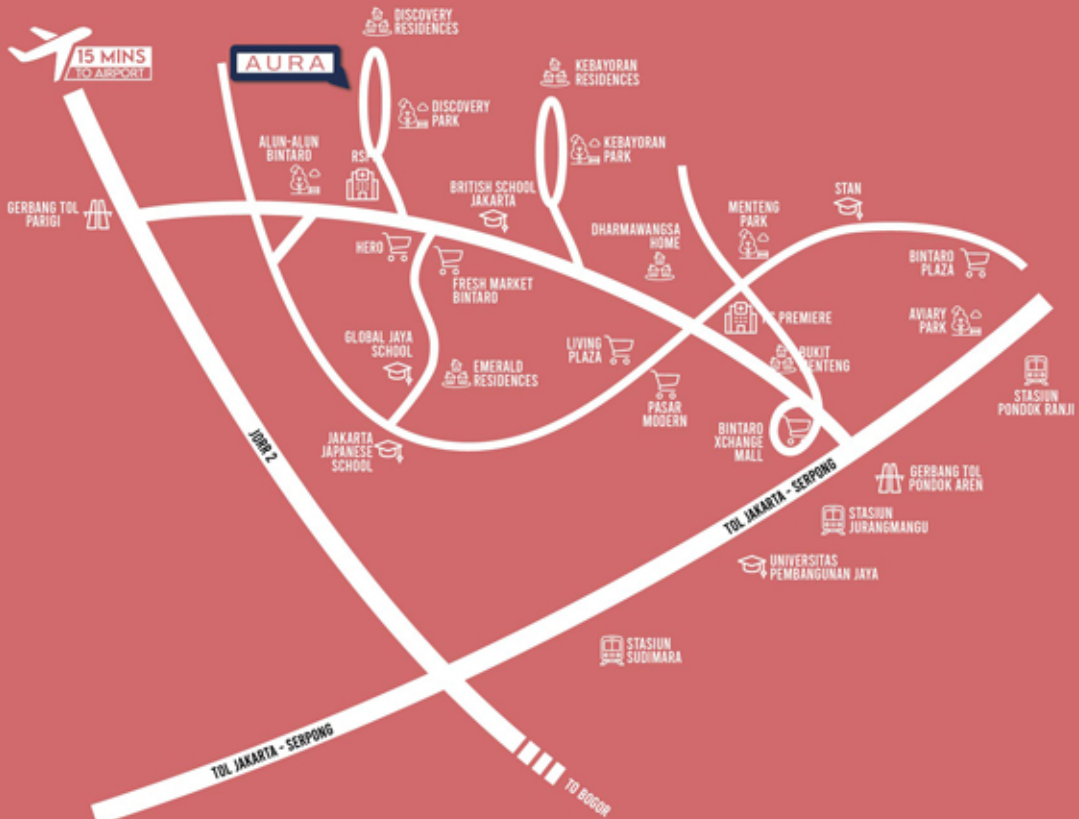 DISCOVERY
RESIDENCES
15 MINS
TO AIRPORT
AURA
KEBAYORAN
RESIDENCES
DISCOVERY
PARK
ALUN-ALUN
BINTARO
KEBAYORAN
PARK
BRITISH SCHOOL
JAKARTA
STAN
GERBANG TOL
PARIGI
MENTENG
PARK
DHARMAWANGSA
HOME
HERO
BINTARO
PLAZA
FRESH MARKET
BINTARO
PREMIERE
AVIARY
PARK
GLOBAL JAYA
SCHOOL
LIVING
PLAZA
EMERALD
RESIDENCES
BUKIT
MENTENG
STASIUN
PONDOK RANJI
PASAR
MODERN
JAKARTA
JAPANESE
SCHOOL
BINTARO
XCHANGE
MALL
JORR 2
GERBANG TOL
PONDOK AREN
TOL JAKARTA - SERPONG
STASIUN
JURANGMANGU
UNIVERSITAS
PEMBANGUNAN JAYA
STASIUN
SUDIMARA
TOL JAKARTA - SERPONG
TO BOGOR